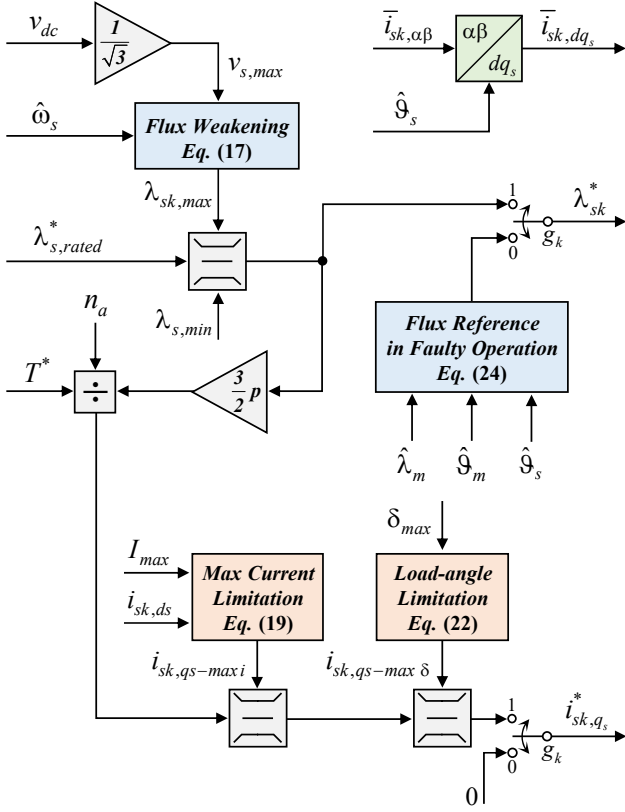 v_dc
1/√3
v_s,max
ω̂_s
Flux Weakening
Eq. (17)
λ_sk,max
λ*_s,rated
λ_s,min
n_a
T*
÷
3/2 p
i̅_sk,αβ
αβ
dq_s
i̅_sk,dq_s
ϑ̂_s
1
0
g_k
λ*_sk
Flux Reference
in Faulty Operation
Eq. (24)
λ̂_m
ϑ̂_m
ϑ̂_s
δ_max
I_max
i_sk,ds
Max Current
Limitation
Eq. (19)
Load-angle
Limitation
Eq. (22)
i_sk,qs−max i
i_sk,qs−max δ
1
0
g_k
i*_sk,q_s
0